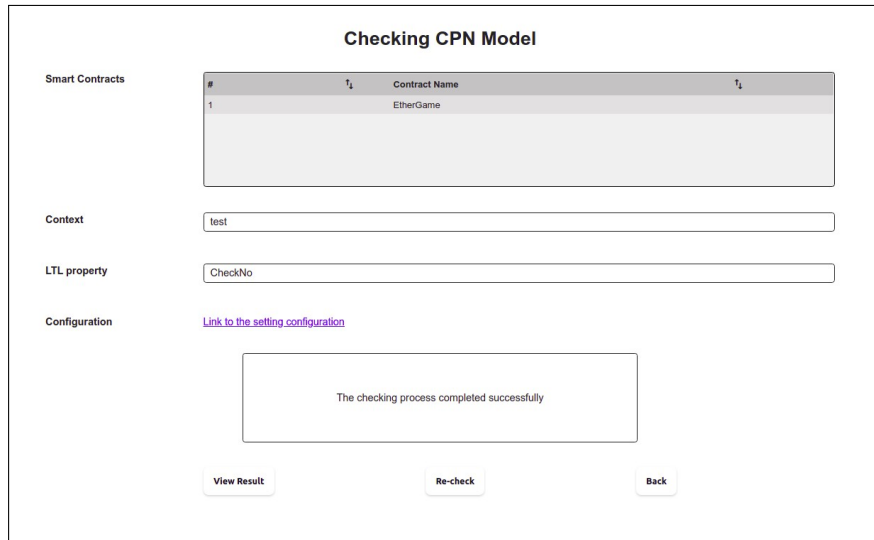 Checking CPN Model
Smart Contracts
# Contract Name
1 EtherGame
Context test
LTL property CheckNo
Configuration Link to the setting configuration
The checking process completed successfully
View Result Re-check Back